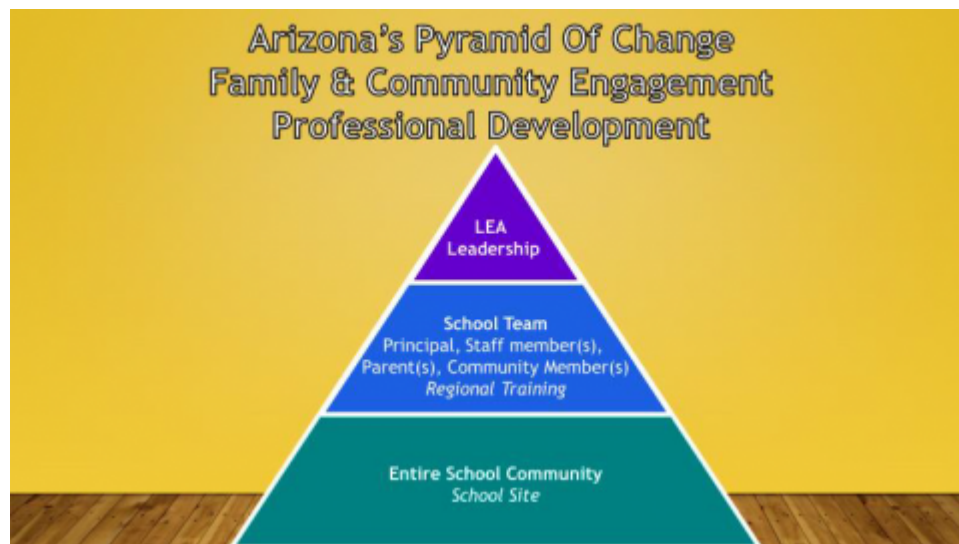 Arizona's Pyramid Of Change
Family & Community Engagement
Professional Development
LEA
Leadership
School Team
Principal, Staff member(s),
Parent(s), Community Member(s)
Regional Training
Entire School Community
School Site